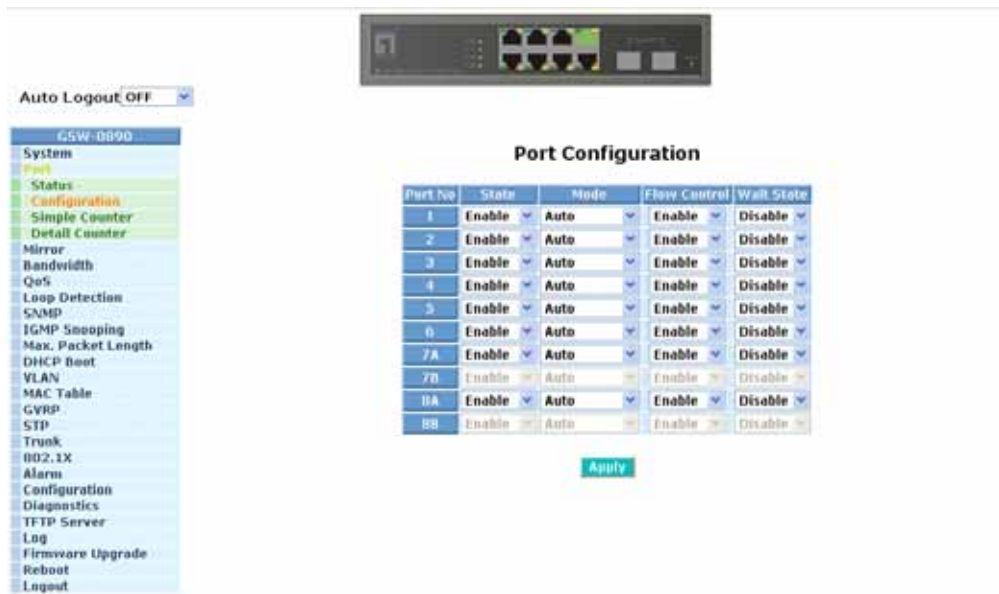 Auto Logout OFF
GSW-0890
System
Port
Status
Configuration
Simple Counter
Detail Counter
Mirror
Bandwidth
QoS
Loop Detection
SNMP
IGMP Snooping
Max. Packet Length
DHCP Boot
VLAN
MAC Table
GVRP
STP
Trunk
802.1X
Alarm
Configuration
Diagnostics
TFTP Server
Log
Firmware Upgrade
Reboot
Logout
Port Configuration
Port No State Mode Flow Control Wait State
1 Enable Auto Enable Disable
2 Enable Auto Enable Disable
3 Enable Auto Enable Disable
4 Enable Auto Enable Disable
5 Enable Auto Enable Disable
6 Enable Auto Enable Disable
7A Enable Auto Enable Disable
7B Enable Auto Enable Disable
8A Enable Auto Enable Disable
8B Enable Auto Enable Disable
Apply